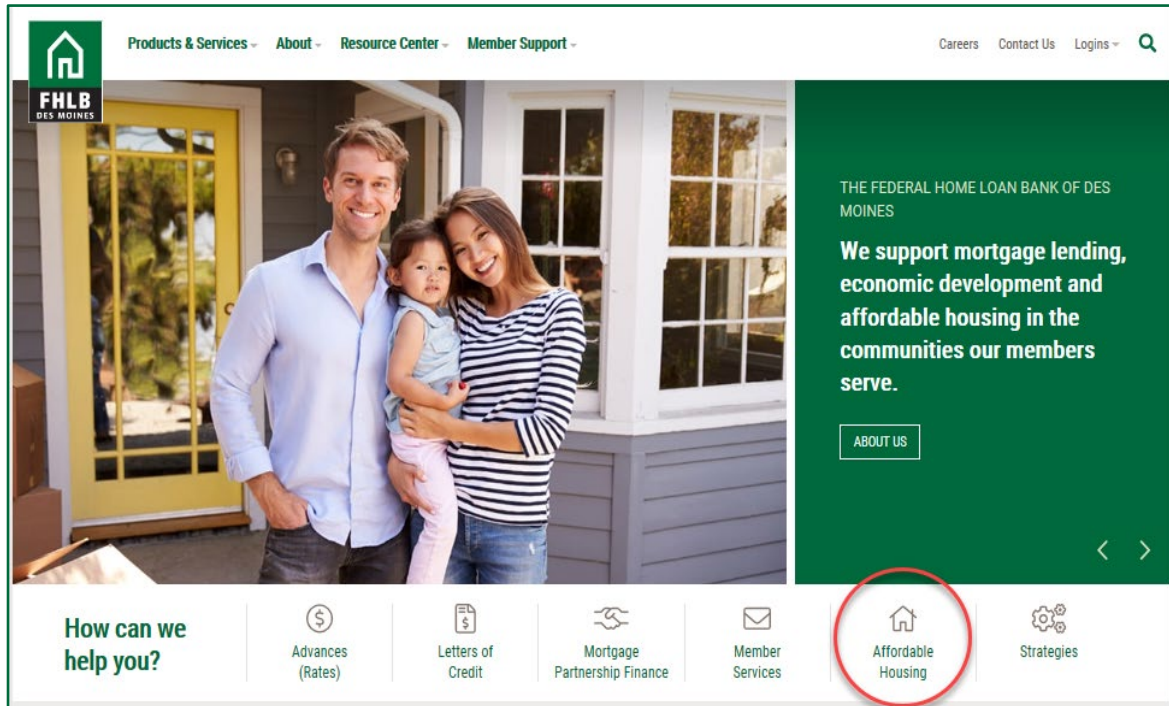 Products & Services
About
Resource Center
Member Support
Careers
Contact Us
Logins
FHLB
DES MOINES
THE FEDERAL HOME LOAN BANK OF DES
MOINES
We support mortgage lending,
economic development and
affordable housing in the
communities our members
serve.
ABOUT US
How can we
help you?
Advances
(Rates)
Letters of
Credit
Mortgage
Partnership Finance
Member
Services
Affordable
Housing
Strategies